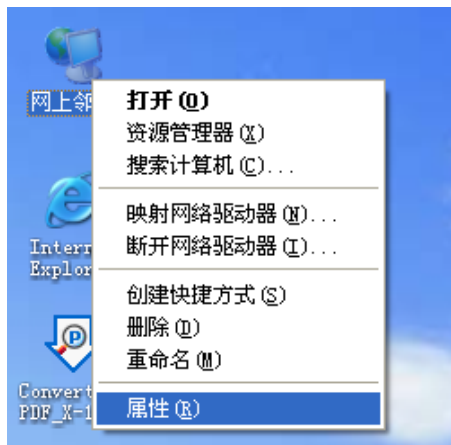 网上邻
打开(O)
资源管理器(X)
搜索计算机(C)...
映射网络驱动器(N)...
断开网络驱动器(I)...
创建快捷方式(S)
删除(D)
重命名(M)
属性(R)
Intern
Explor
Convert
PDF_X-1